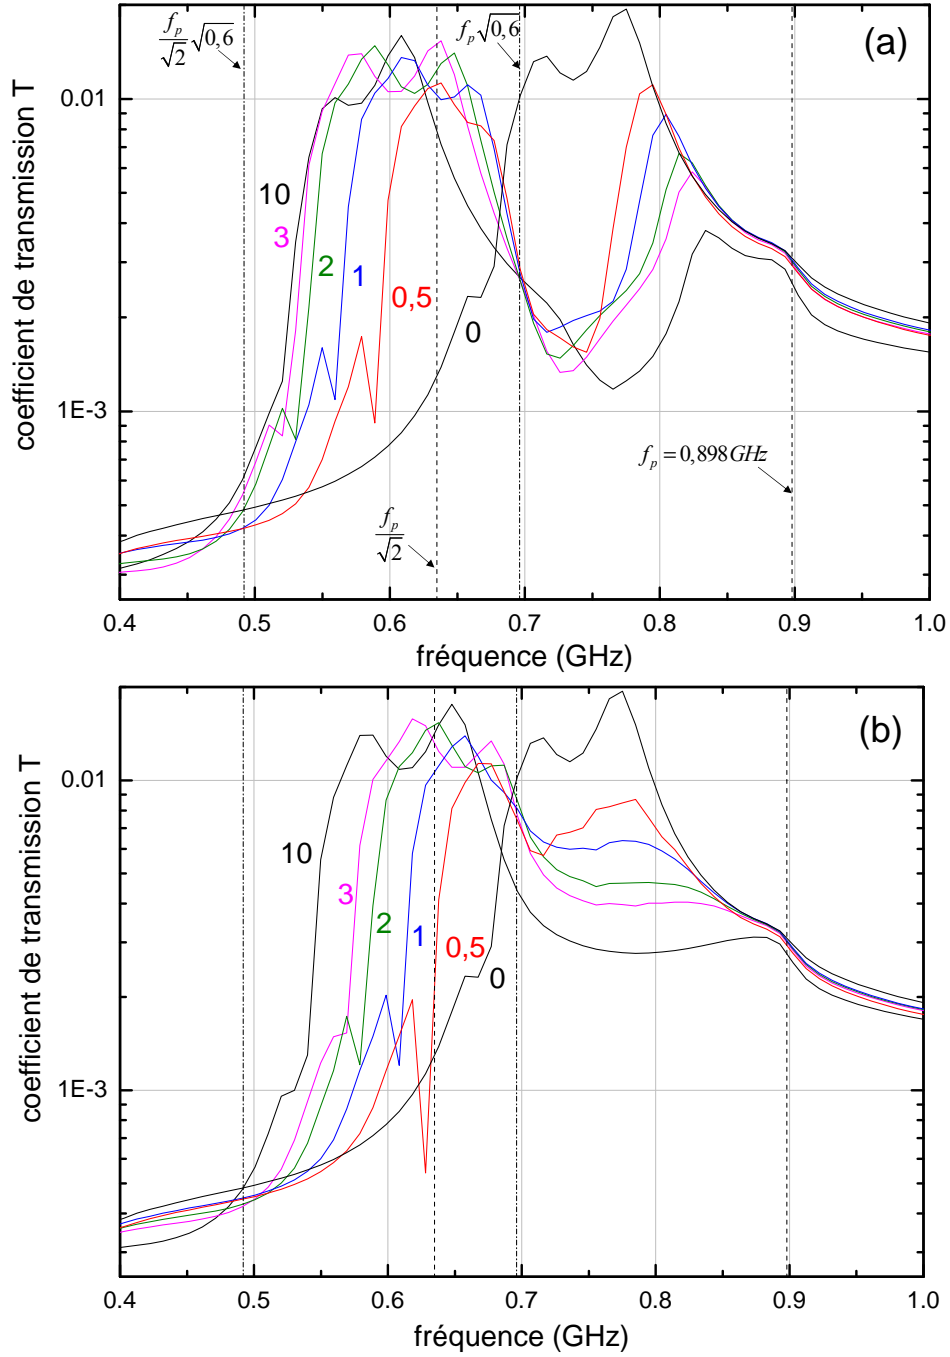 f_p/√2 √0,6
f_p√0,6
(a)
0.01
1E-3
coefficient de transmission T
10
3
2
1
0,5
0
f_p = 0,898GHz
f_p/√2
0.4 0.5 0.6 0.7 0.8 0.9 1.0
fréquence (GHz)
(b)
0.01
1E-3
coefficient de transmission T
10
3
2
1
0,5
0
0.4 0.5 0.6 0.7 0.8 0.9 1.0
fréquence (GHz)